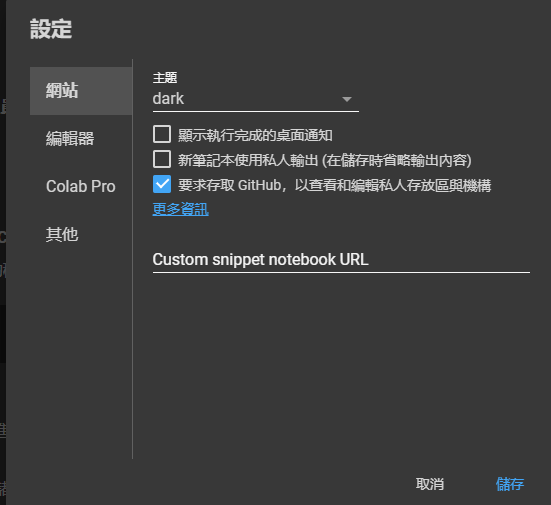 設定
網站
編輯器
Colab Pro
其他
主題
dark
顯示執行完成的桌面通知
新筆記本使用私人輸出 (在儲存時省略輸出內容)
要求存取 GitHub，以查看和編輯私人存放區與機構
更多資訊
Custom snippet notebook URL
取消
儲存